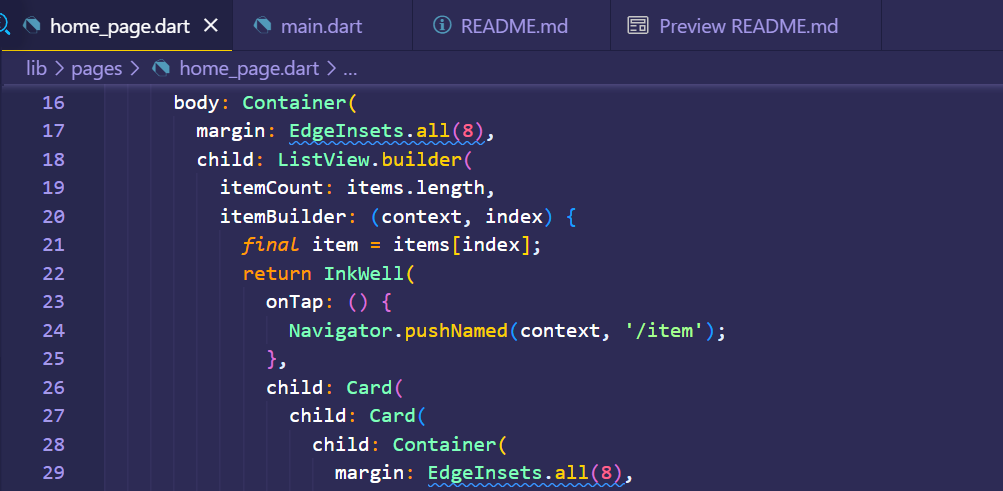 home_page.dart × main.dart README.md Preview README.md
lib > pages > home_page.dart > ...
16 body: Container(
17 margin: EdgeInsets.all(8),
18 child: ListView.builder(
19 itemCount: items.length,
20 itemBuilder: (context, index) {
21 final item = items[index];
22 return InkWell(
23 onTap: () {
24 Navigator.pushNamed(context, '/item');
25 },
26 child: Card(
27 child: Card(
28 child: Container(
29 margin: EdgeInsets.all(8),